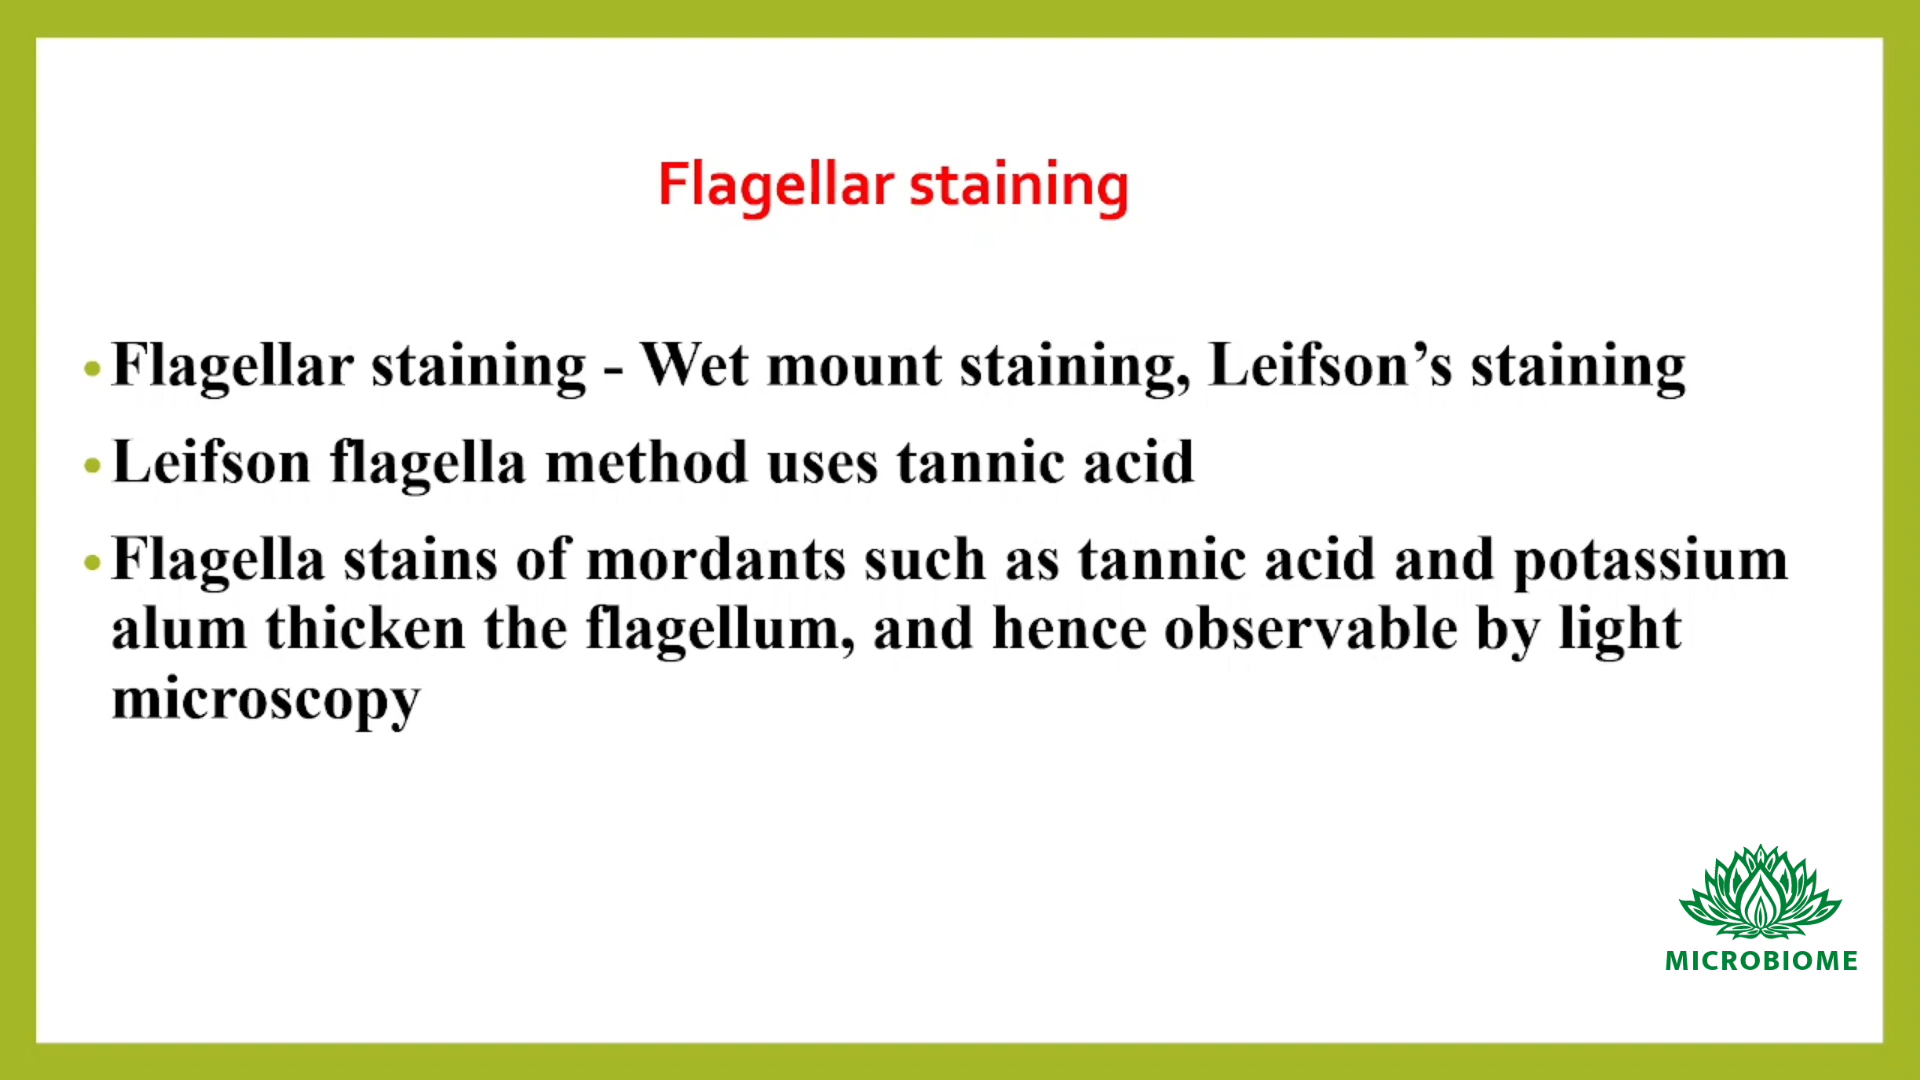 Flagellar staining
•Flagellar staining - Wet mount staining, Leifson’s staining
•Leifson flagella method uses tannic acid
•Flagella stains of mordants such as tannic acid and potassium
alum thicken the flagellum, and hence observable by light
microscopy
MICROBIOME